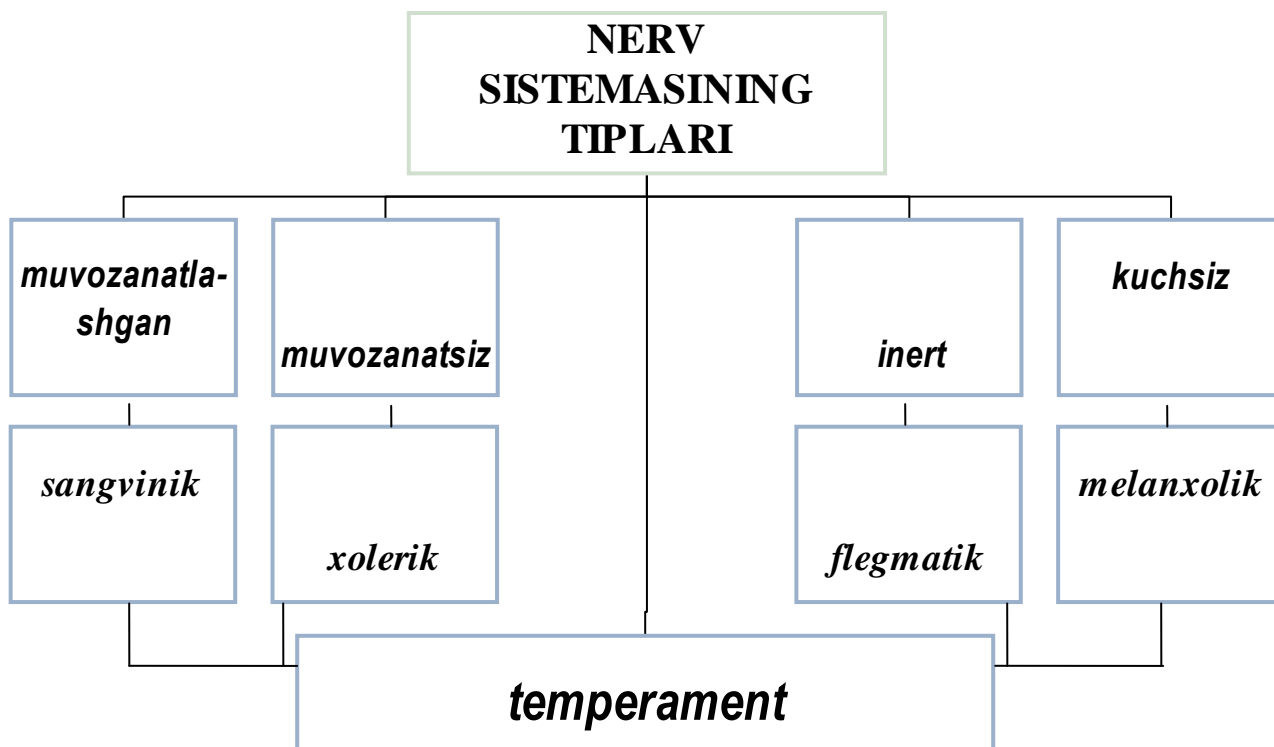 NERV
SISTEMASINING
TIPLARI
muvozanatla-
shgan
muvozanatsiz
inert
kuchsiz
sangvinik
xolerik
flegmatik
melanxolik
temperament